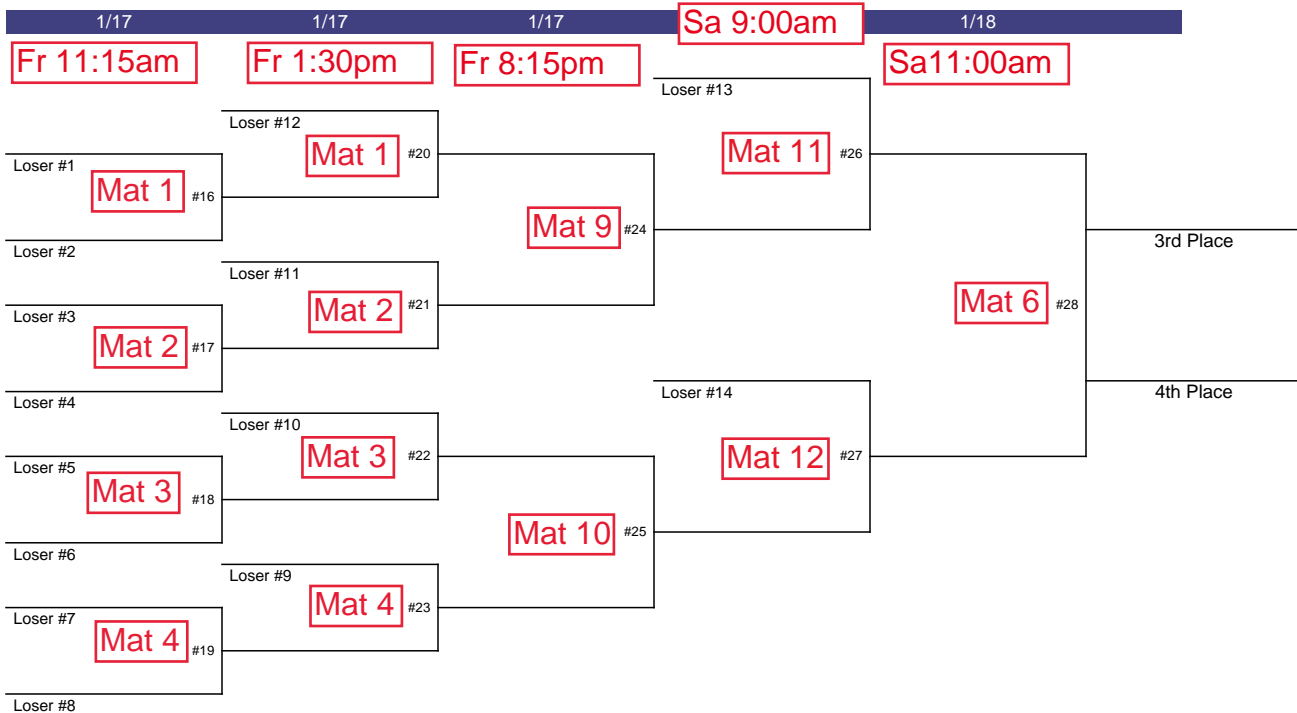 1/17
1/17
1/17
Sa 9:00am
1/18
Fr 11:15am
Fr 1:30pm
Fr 8:15pm
Sa11:00am
Loser #13
Loser #12
Mat 1 #20
Mat 11 #26
Loser #1
Mat 1 #16
Mat 9 #24
Loser #2
3rd Place
Loser #11
Mat 2 #21
Mat 6 #28
Loser #3
Mat 2 #17
Loser #4
Loser #14
4th Place
Loser #10
Mat 3 #22
Mat 12 #27
Loser #5
Mat 3 #18
Mat 10 #25
Loser #6
Loser #9
Mat 4 #23
Loser #7
Mat 4 #19
Loser #8